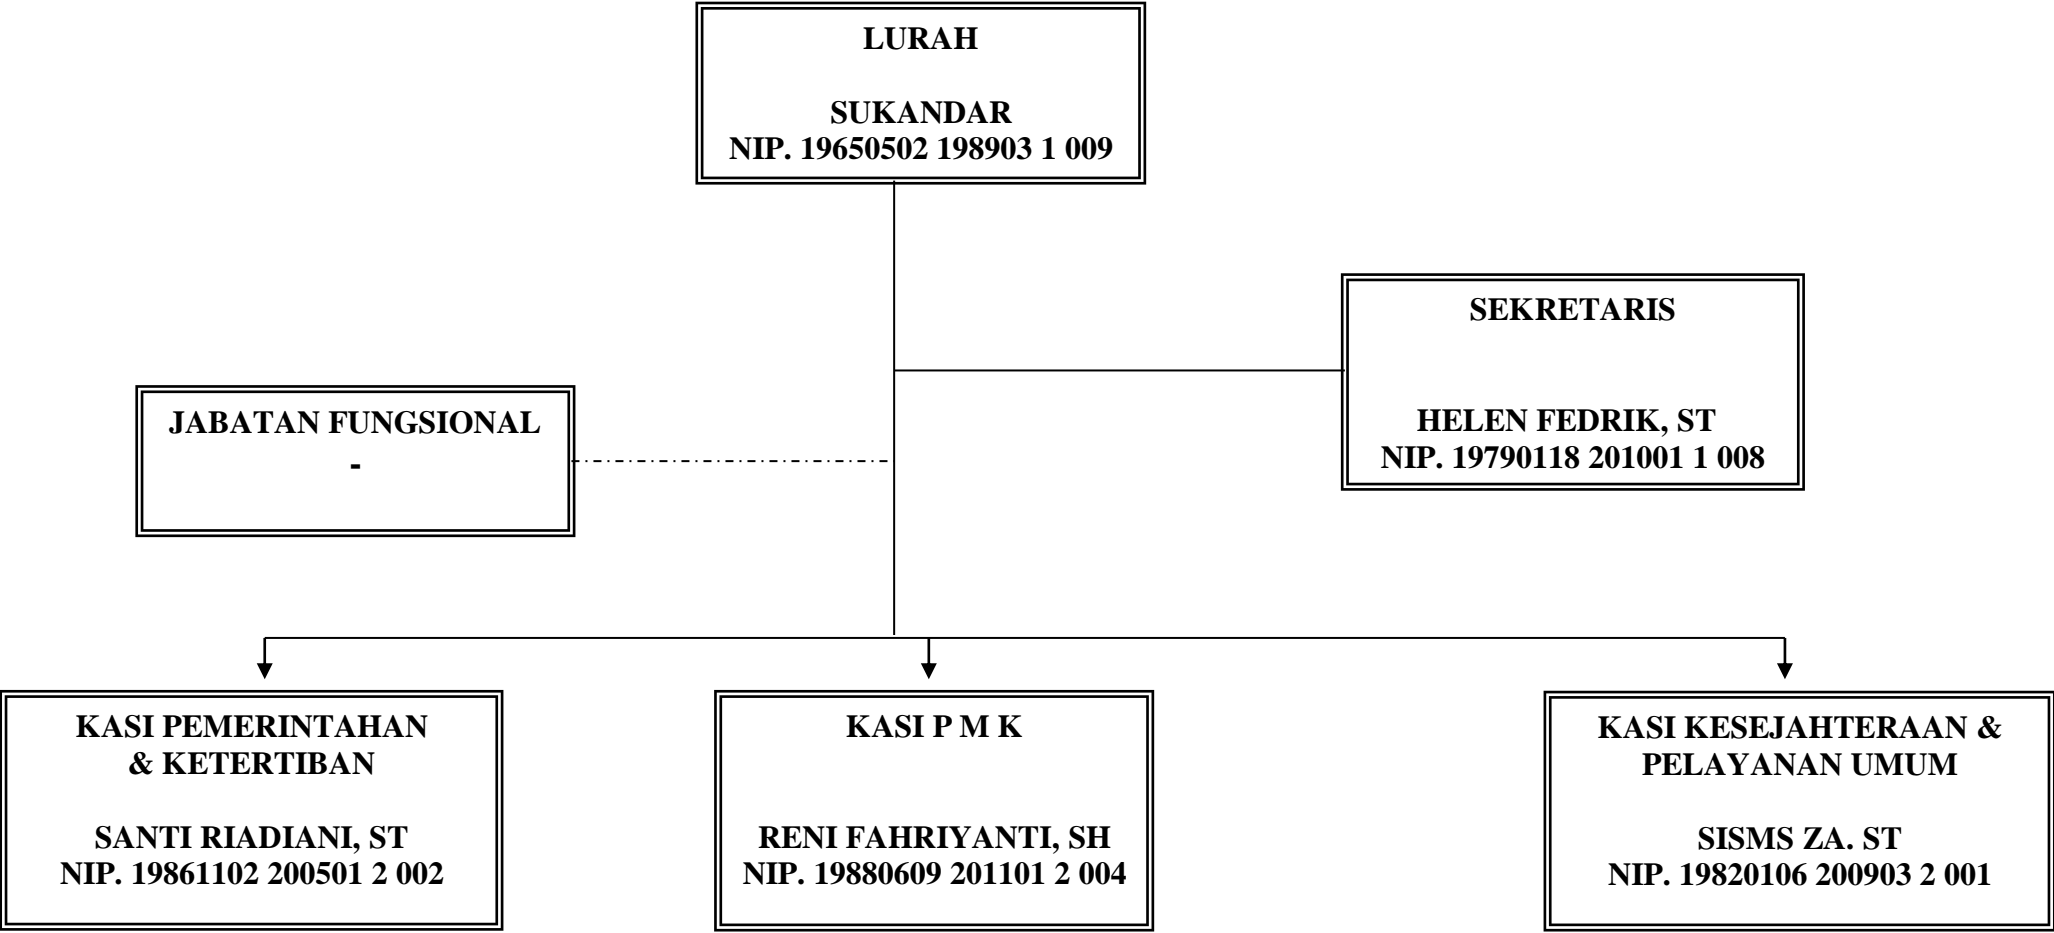 LURAH
SUKANDAR
NIP. 19650502 198903 1 009
SEKRETARIS
HELEN FEDRIK, ST
NIP. 19790118 201001 1 008
JABATAN FUNGSIONAL
-
KASI PEMERINTAHAN
& KETERTIBAN
SANTI RIADIANI, ST
NIP. 19861102 200501 2 002
KASI P M K
RENI FAHRIYANTI, SH
NIP. 19880609 201101 2 004
KASI KESEJAHTERAAN &
PELAYANAN UMUM
SISMS ZA. ST
NIP. 19820106 200903 2 001